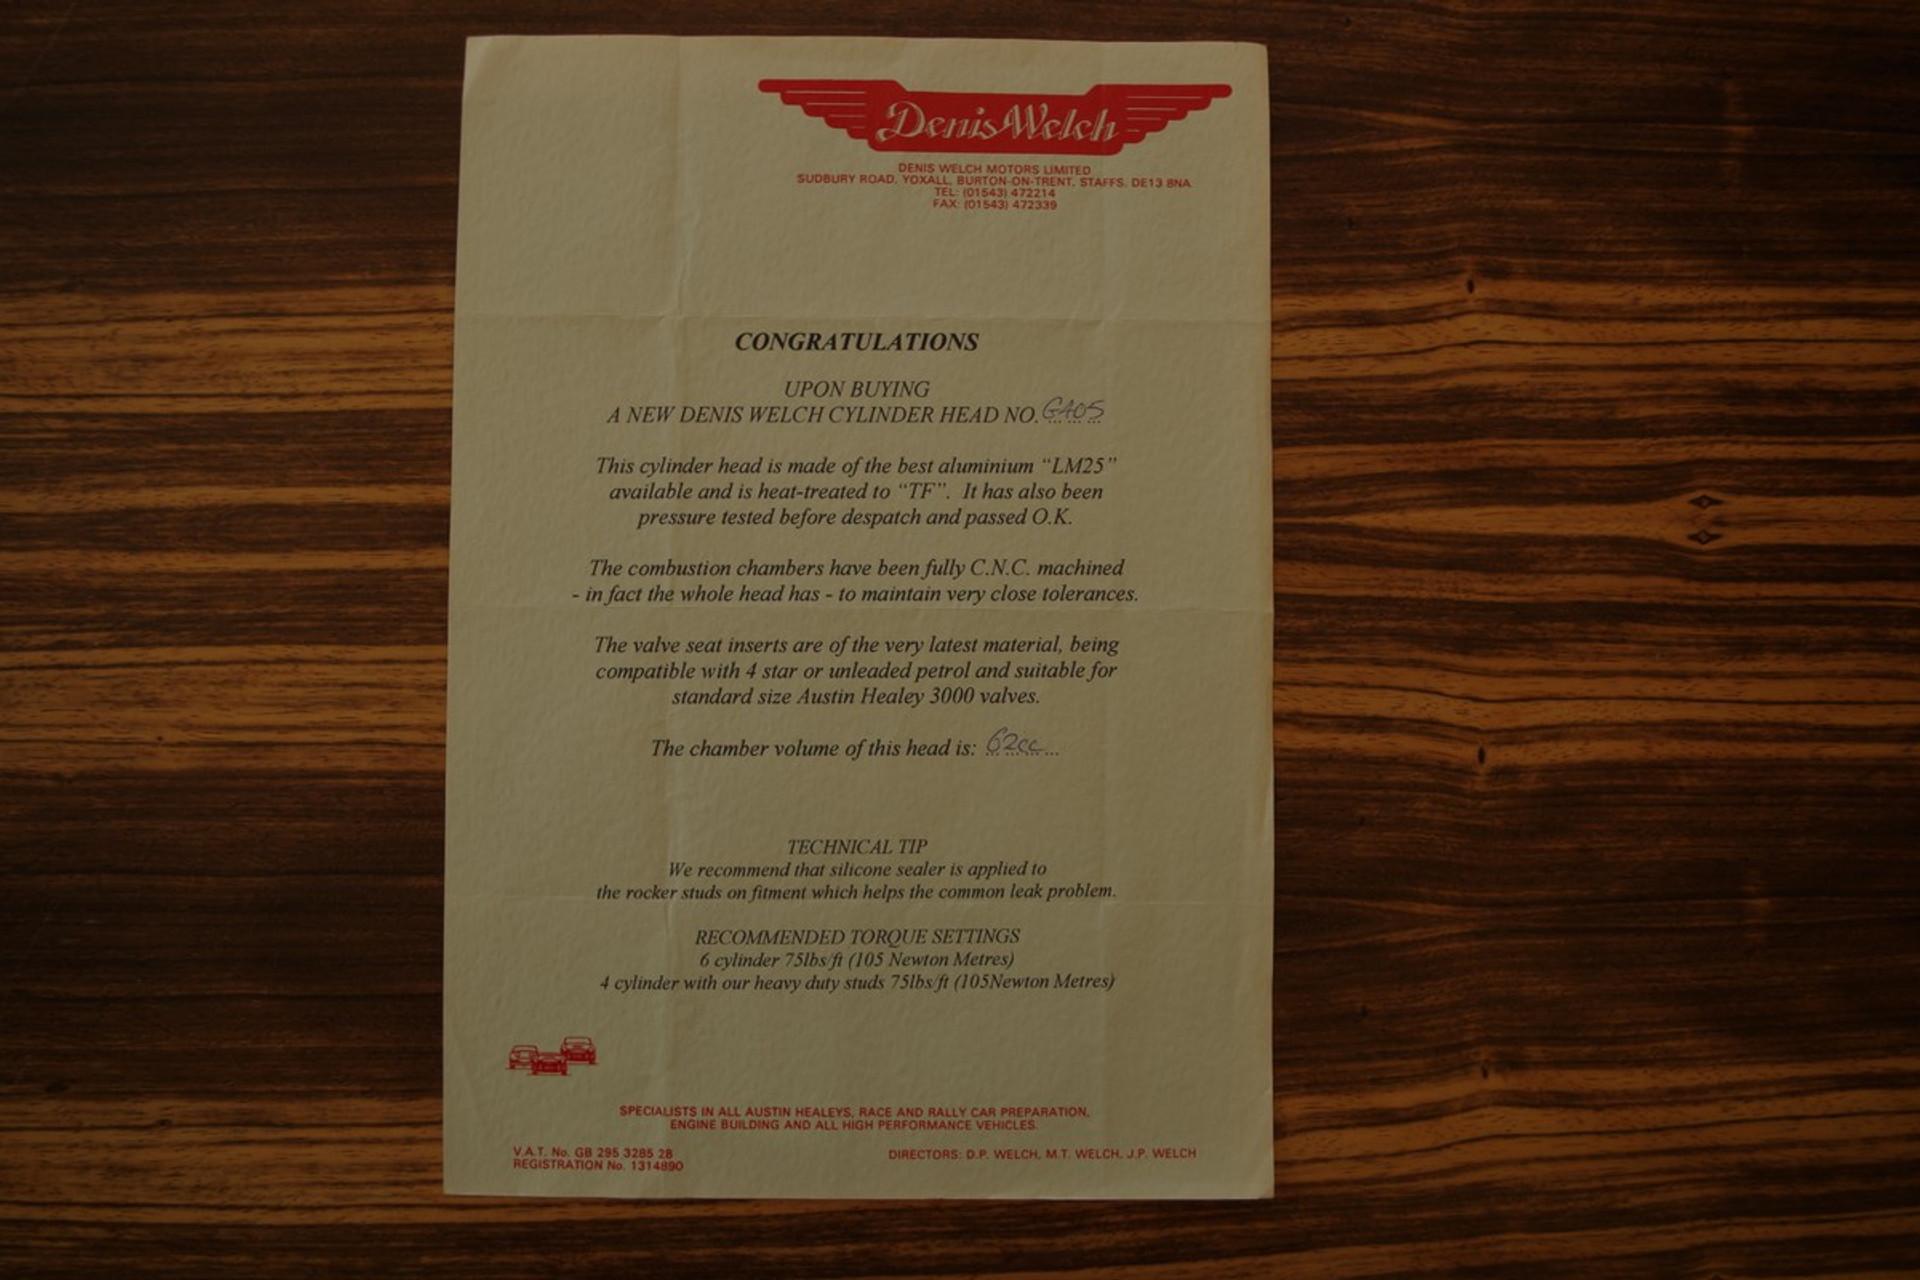 Denis Welch
DENIS WELCH MOTORS LIMITED
SUDBURY ROAD, YOXALL, BURTON-ON-TRENT, STAFFS. DE13 8NA
TEL: (01543) 472214
FAX: (01543) 472339
CONGRATULATIONS
UPON BUYING
A NEW DENIS WELCH CYLINDER HEAD NO. GA05
This cylinder head is made of the best aluminium “LM25”
available and is heat-treated to “TF”. It has also been
pressure tested before despatch and passed O.K.
The combustion chambers have been fully C.N.C. machined
- in fact the whole head has - to maintain very close tolerances.
The valve seat inserts are of the very latest material, being
compatible with 4 star or unleaded petrol and suitable for
standard size Austin Healey 3000 valves.
The chamber volume of this head is: 62cc...
TECHNICAL TIP
We recommend that silicone sealer is applied to
the rocker studs on fitment which helps the common leak problem.
RECOMMENDED TORQUE SETTINGS
6 cylinder 75lbs/ft (105 Newton Metres)
4 cylinder with our heavy duty studs 75lbs/ft (105Newton Metres)
SPECIALISTS IN ALL AUSTIN HEALEYS, RACE AND RALLY CAR PREPARATION,
ENGINE BUILDING AND ALL HIGH PERFORMANCE VEHICLES.
V.A.T. No. GB 295 3285 28
REGISTRATION No. 1314890
DIRECTORS: D.P. WELCH, M.T. WELCH, J.P. WELCH